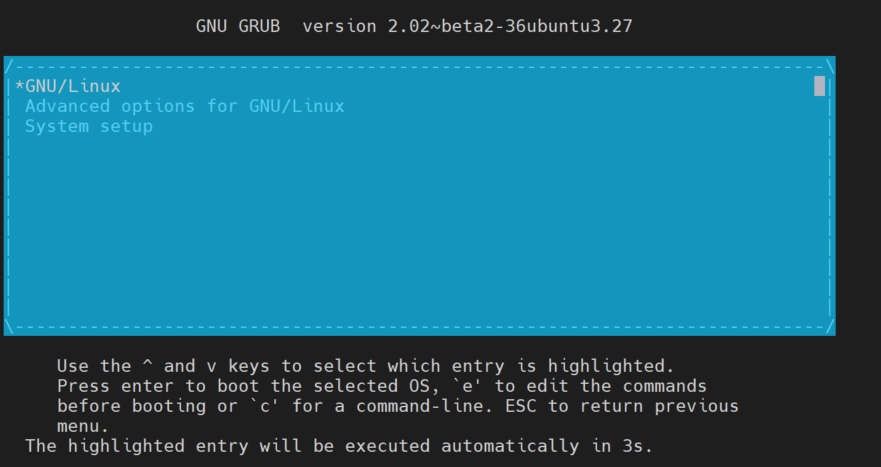 GNU GRUB  version 2.02~beta2-36ubuntu3.27
*GNU/Linux
Advanced options for GNU/Linux
System setup
Use the ^ and v keys to select which entry is highlighted.
Press enter to boot the selected OS, `e' to edit the commands
before booting or `c' for a command-line. ESC to return previous
menu.
The highlighted entry will be executed automatically in 3s.